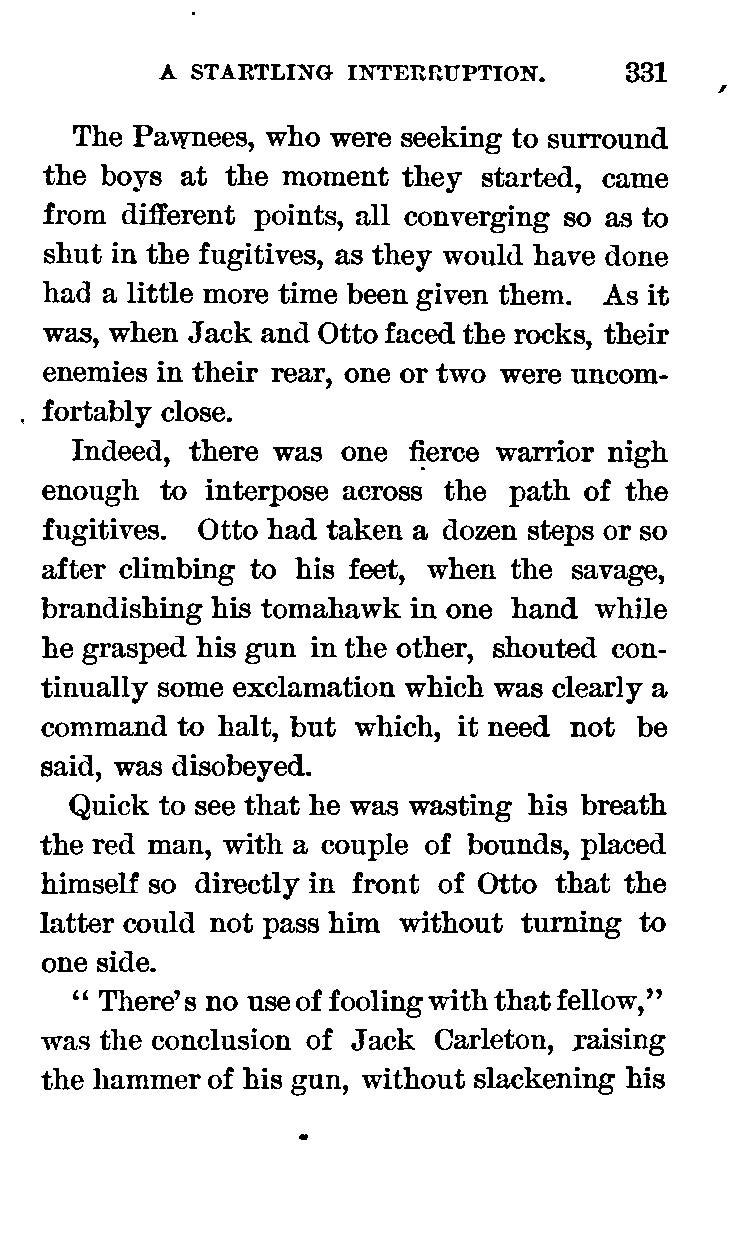 A STARTLING INTERRUPTION. 331
The Pawnees, who were seeking to surround
the boys at the moment they started, came
from different points, all converging so as to
shut in the fugitives, as they would have done
had a little more time been given them. As it
was, when Jack and Otto faced the rocks, their
enemies in their rear, one or two were uncom-
fortably close.
Indeed, there was one fierce warrior nigh
enough to interpose across the path of the
fugitives. Otto had taken a dozen steps or so
after climbing to his feet, when the savage,
brandishing his tomahawk in one hand while
he grasped his gun in the other, shouted con-
tinually some exclamation which was clearly a
command to halt, but which, it need not be
said, was disobeyed.
Quick to see that he was wasting his breath
the red man, with a couple of bounds, placed
himself so directly in front of Otto that the
latter could not pass him without turning to
one side.
“ There’s no use of fooling with that fellow,”
was the conclusion of Jack Carleton, raising
the hammer of his gun, without slackening his